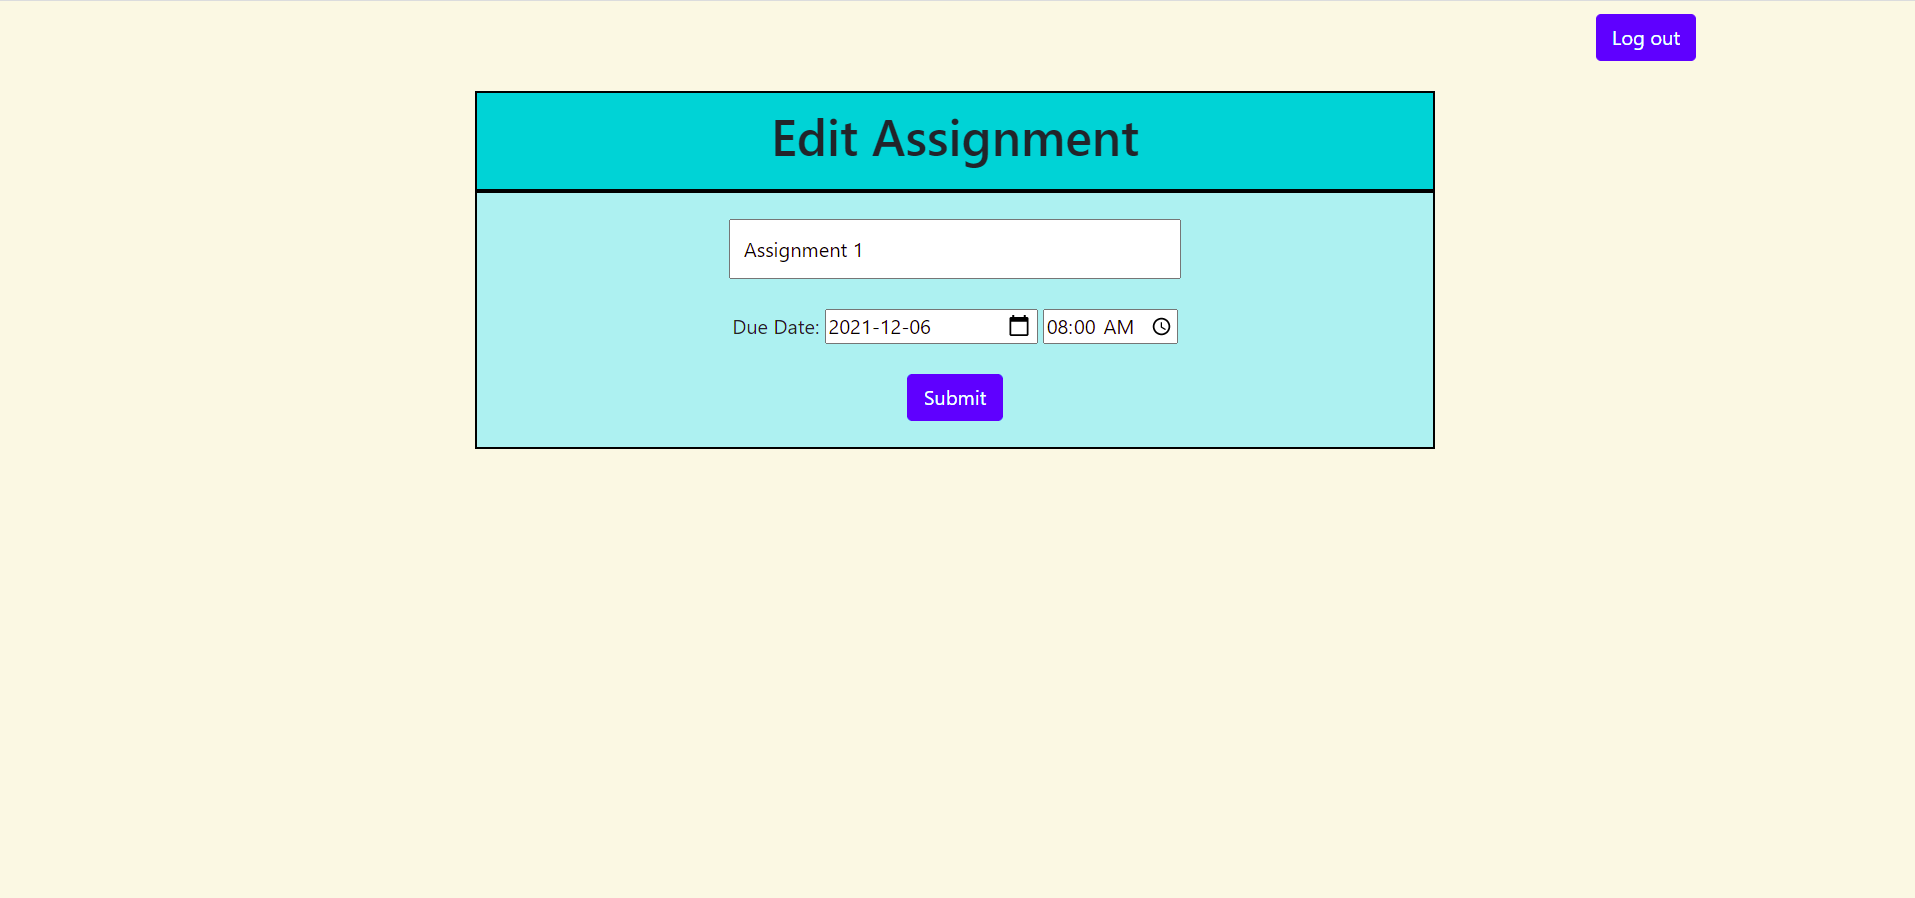 Log out
Edit Assignment
Assignment 1
Due Date: 2021-12-06 08:00 AM
Submit